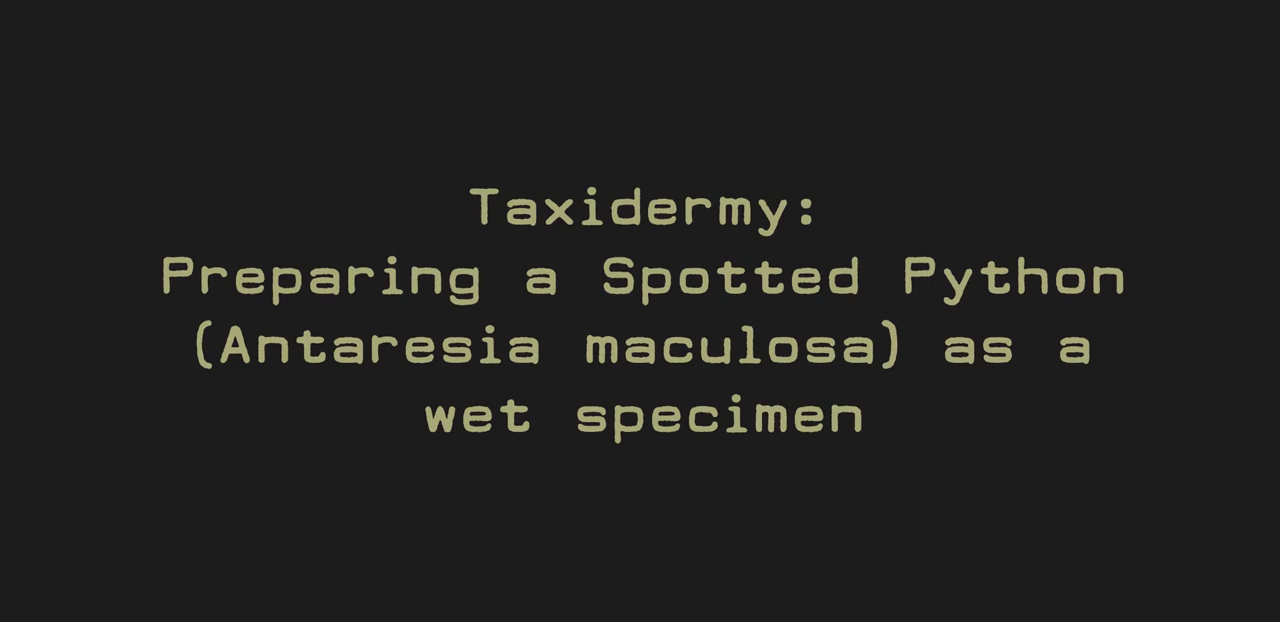 Taxidermy:
Preparing a Spotted Python
(Antaresia maculosa) as a
wet specimen